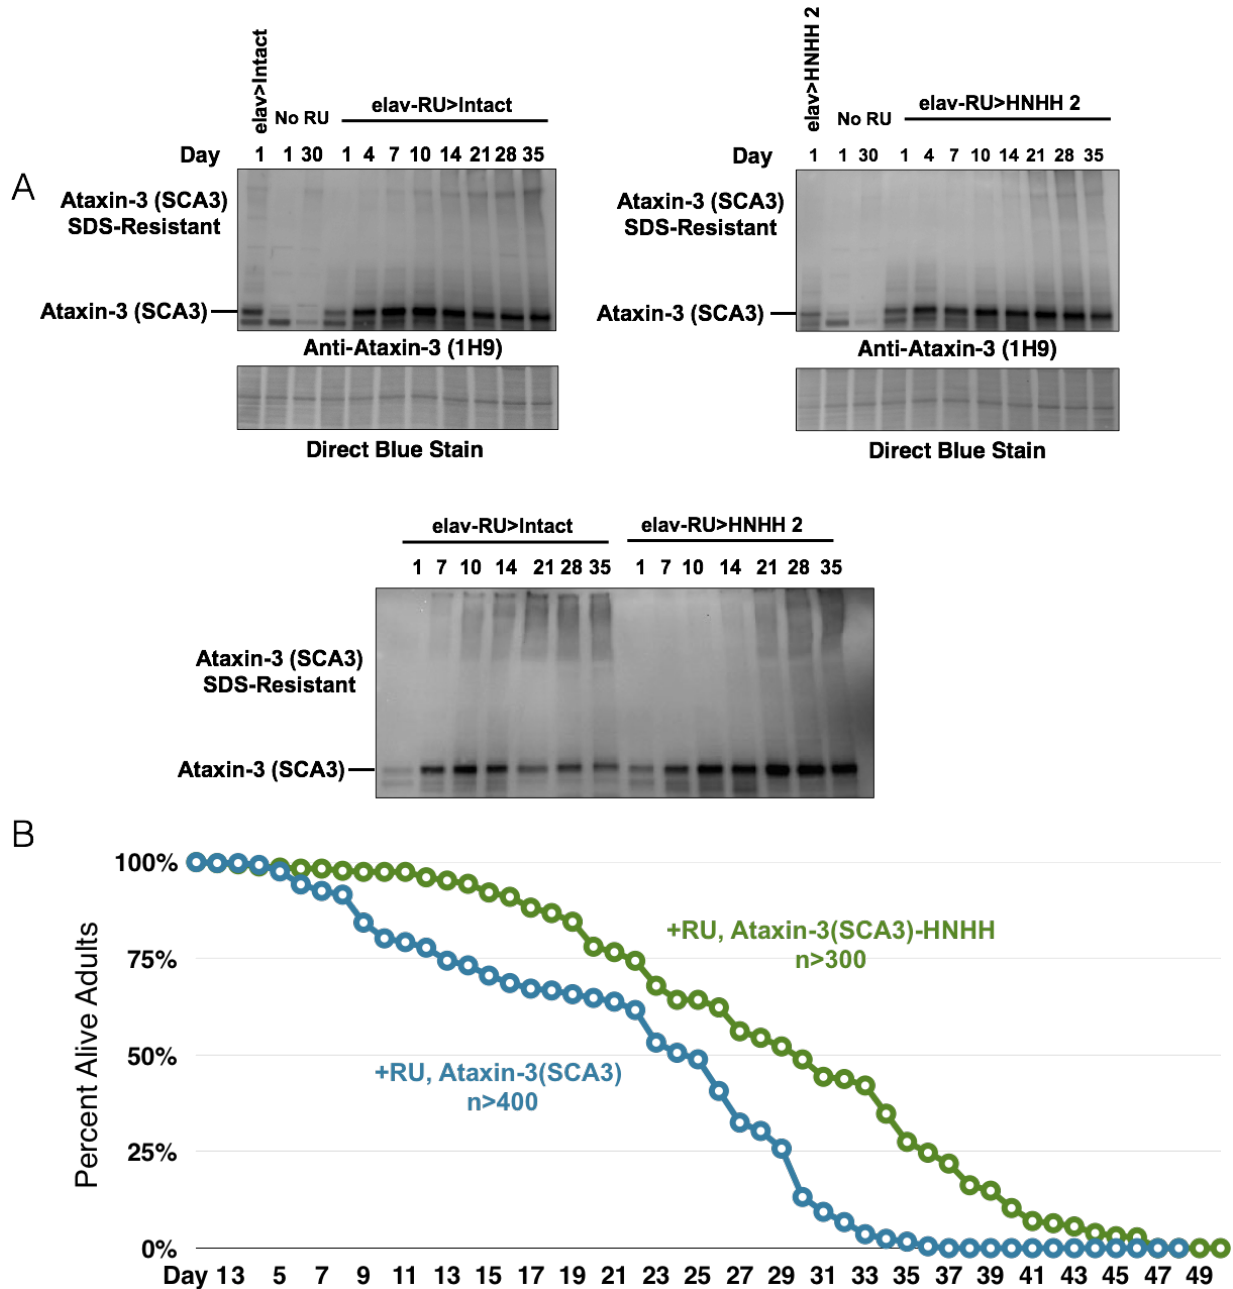 A
elav>Intact
No RU
elav-RU>Intact
Day 1 1 30 1 4 7 10 14 21 28 35
Ataxin-3 (SCA3)
SDS-Resistant
Ataxin-3 (SCA3)
Anti-Ataxin-3 (1H9)
Direct Blue Stain
elav>HNHH 2
No RU
elav-RU>HNHH 2
Day 1 1 30 1 4 7 10 14 21 28 35
Ataxin-3 (SCA3)
SDS-Resistant
Ataxin-3 (SCA3)
Anti-Ataxin-3 (1H9)
Direct Blue Stain
elav-RU>Intact elav-RU>HNHH 2
1 7 10 14 21 28 35 1 7 10 14 21 28 35
Ataxin-3 (SCA3)
SDS-Resistant
Ataxin-3 (SCA3)
B
Percent Alive Adults
100%
75%
50%
25%
0%
+RU, Ataxin-3(SCA3)-HNHH
n>300
+RU, Ataxin-3(SCA3)
n>400
Day 1 3 5 7 9 11 13 15 17 19 21 23 25 27 29 31 33 35 37 39 41 43 45 47 49